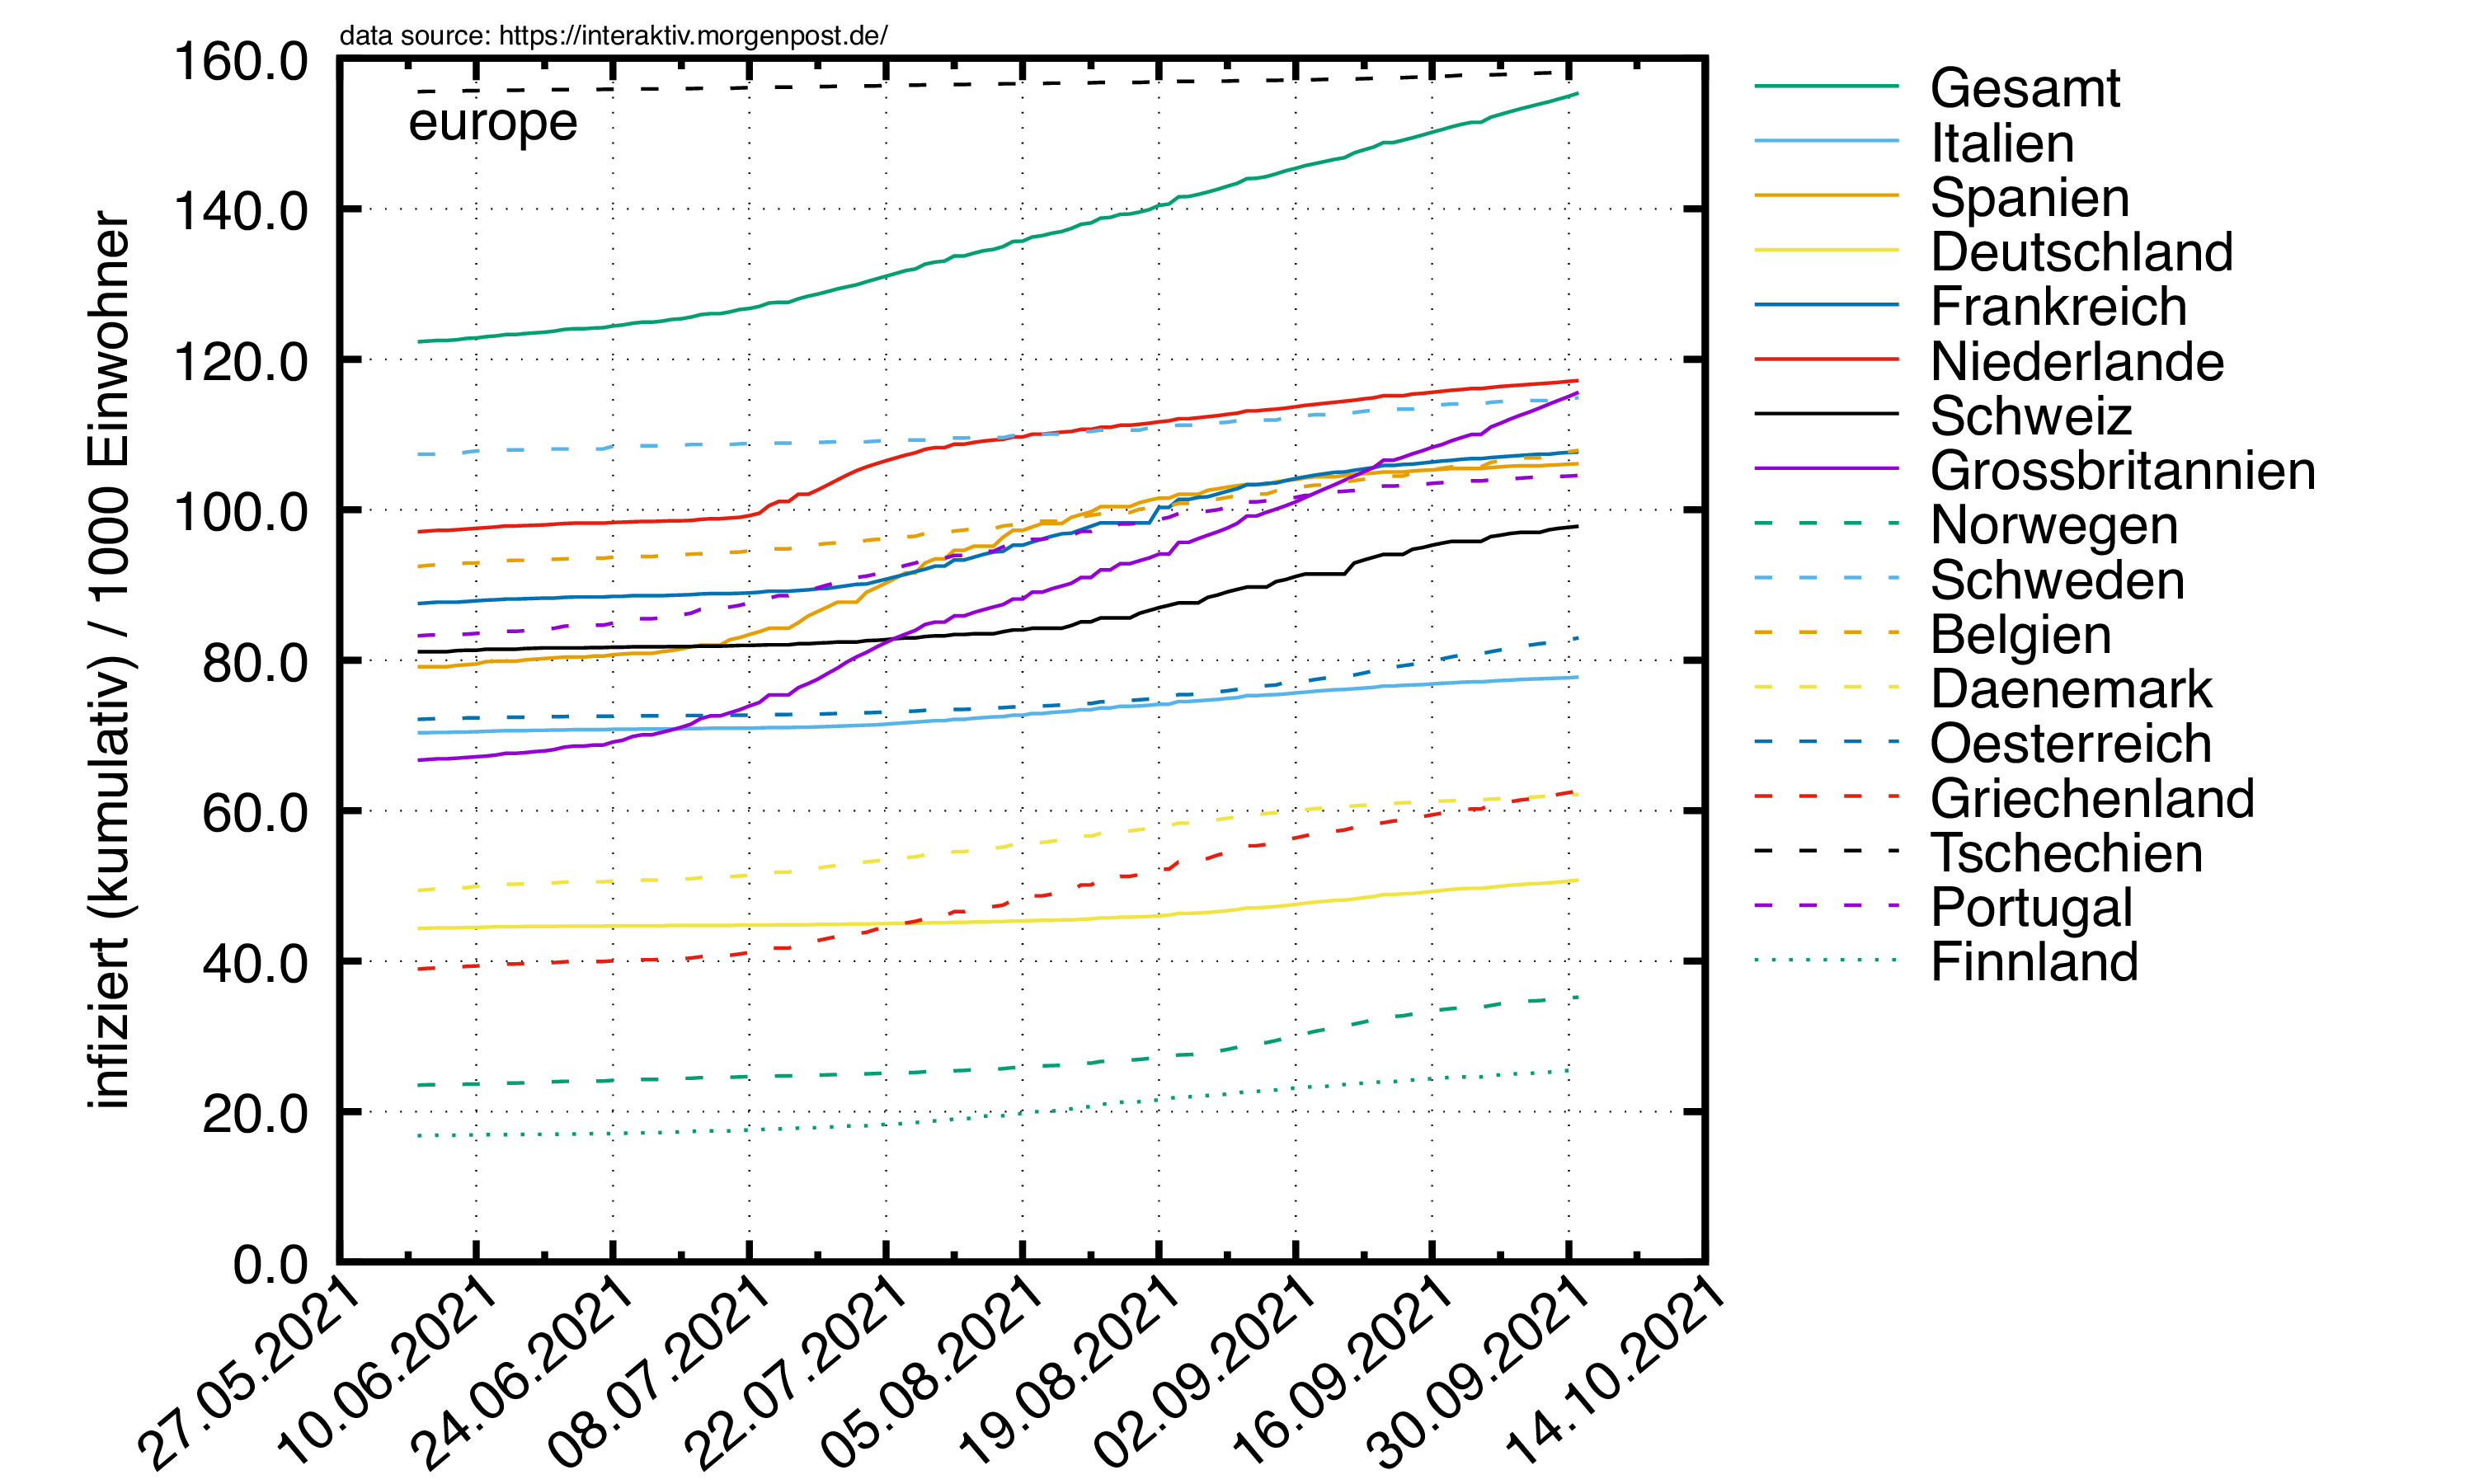 data source: https://interaktiv.morgenpost.de/
160.0
140.0
120.0
100.0
80.0
60.0
40.0
20.0
0.0
infiziert (kumulativ) / 1000 Einwohner
europe
27.05.2021
10.06.2021
24.06.2021
08.07.2021
22.07.2021
05.08.2021
19.08.2021
02.09.2021
16.09.2021
30.09.2021
14.10.2021
Gesamt
Italien
Spanien
Deutschland
Frankreich
Niederlande
Schweiz
Grossbritannien
Norwegen
Schweden
Belgien
Daenemark
Oesterreich
Griechenland
Tschechien
Portugal
Finnland